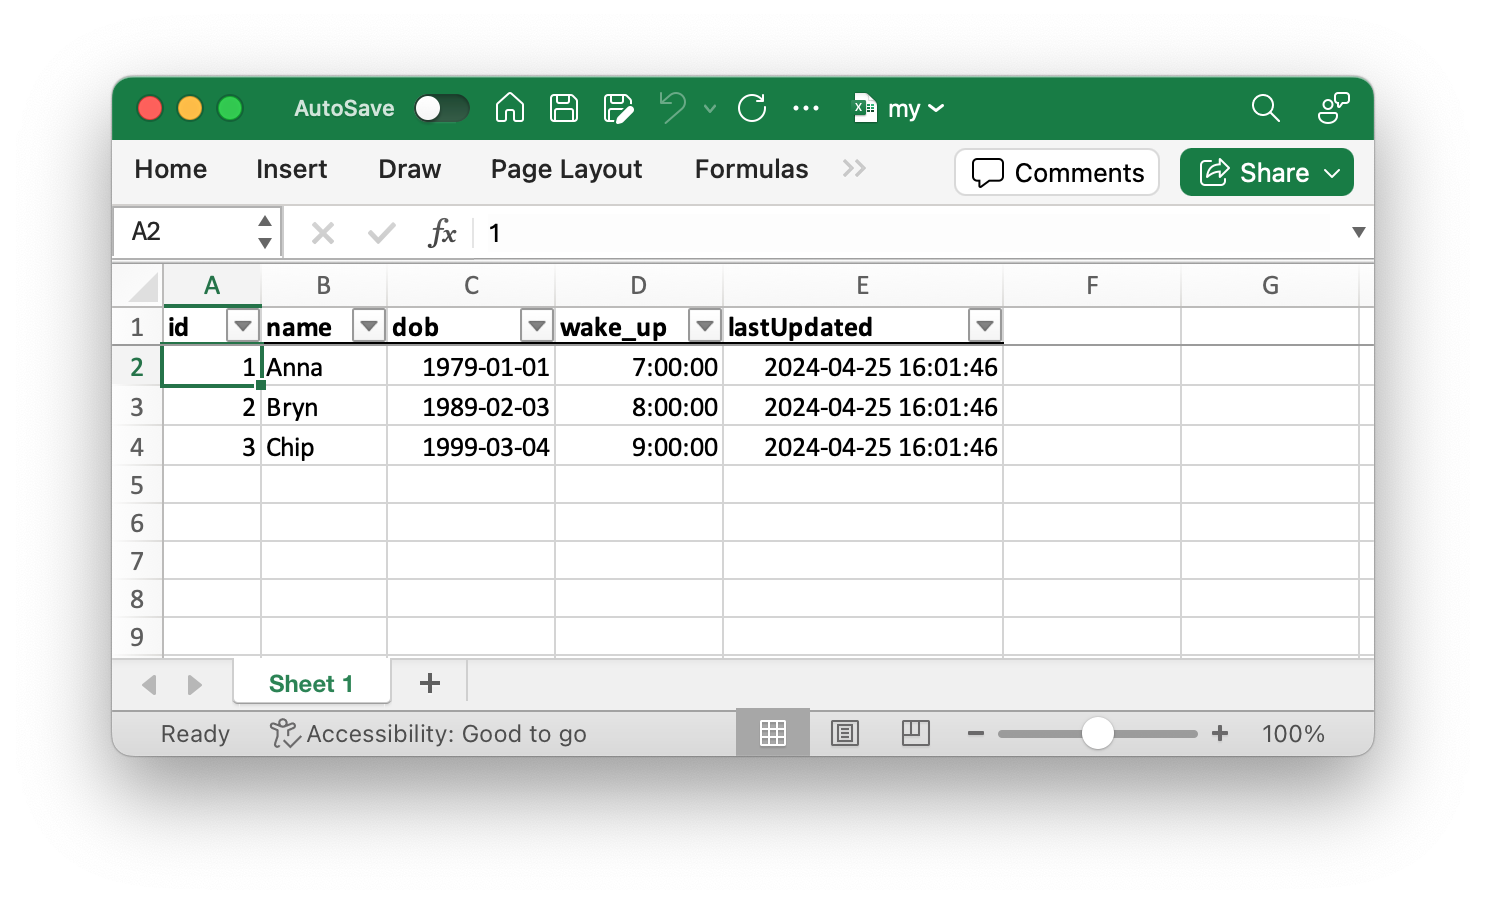 AutoSave my
Home Insert Draw Page Layout Formulas >> Comments Share
A2 fx 1
A B C D E F G
1 id name dob wake_up lastUpdated
2 1 Anna 1979-01-01 7:00:00 2024-04-25 16:01:46
3 2 Bryn 1989-02-03 8:00:00 2024-04-25 16:01:46
4 3 Chip 1999-03-04 9:00:00 2024-04-25 16:01:46
5
6
7
8
9
Sheet 1 +
Ready Accessibility: Good to go 100%